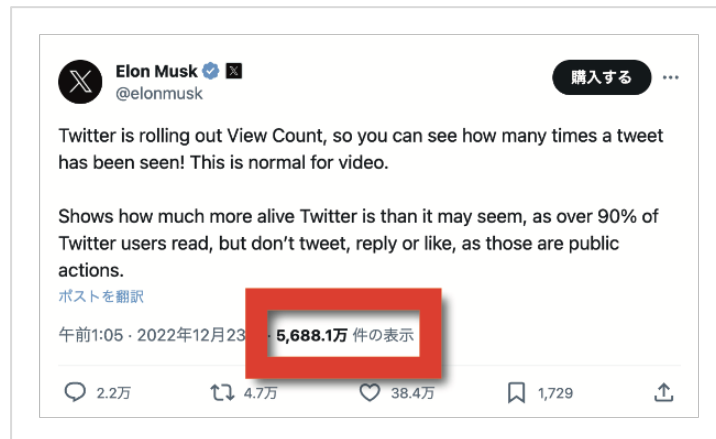 Elon Musk
@elonmusk
購入する
Twitter is rolling out View Count, so you can see how many times a tweet
has been seen! This is normal for video.
Shows how much more alive Twitter is than it may seem, as over 90% of
Twitter users read, but don’t tweet, reply or like, as those are public
actions.
ポストを翻訳
午前1:05 · 2022年12月23 · 5,688.1万 件の表示
2.2万 4.7万 38.4万 1,729